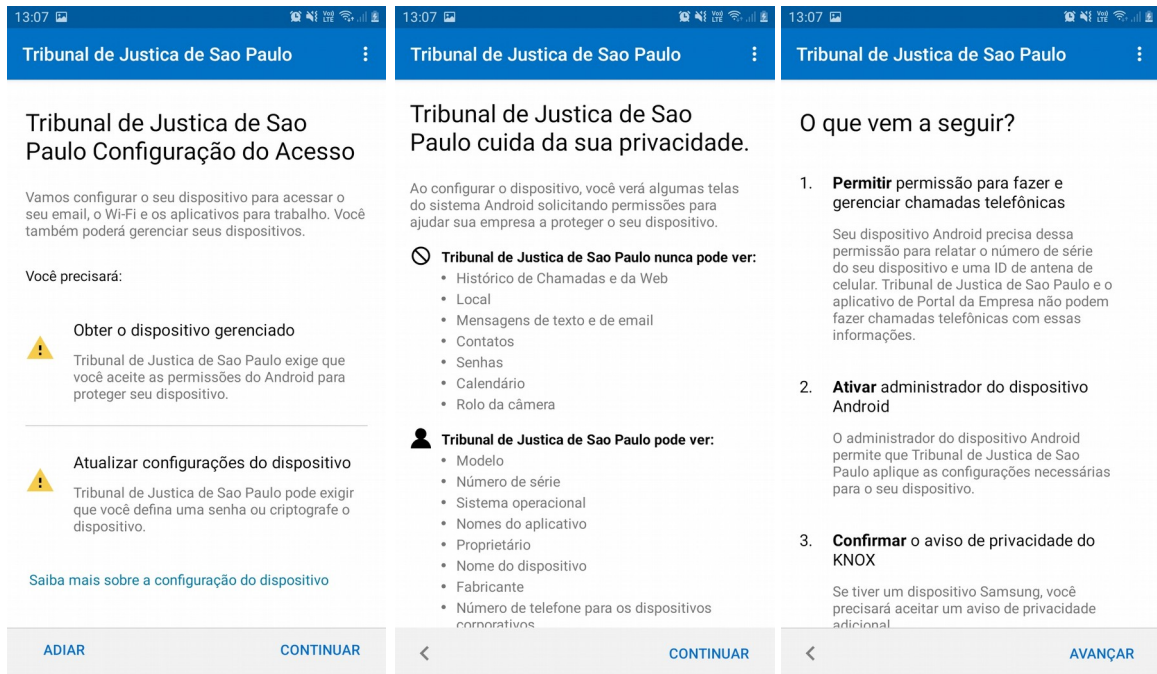 13:07
Tribunal de Justica de Sao Paulo
Tribunal de Justica de Sao
Paulo Configuração do Acesso
Vamos configurar o seu dispositivo para acessar o
seu email, o Wi-Fi e os aplicativos para trabalho. Você
também poderá gerenciar seus dispositivos.
Você precisará:
Obter o dispositivo gerenciado
Tribunal de Justica de Sao Paulo exige que
você aceite as permissões do Android para
proteger seu dispositivo.
Atualizar configurações do dispositivo
Tribunal de Justica de Sao Paulo pode exigir
que você defina uma senha ou criptografe o
dispositivo.
Saiba mais sobre a configuração do dispositivo
ADIAR
CONTINUAR
13:07
Tribunal de Justica de Sao Paulo
Tribunal de Justica de Sao
Paulo cuida da sua privacidade.
Ao configurar o dispositivo, você verá algumas telas
do sistema Android solicitando permissões para
ajudar sua empresa a proteger o seu dispositivo.
Tribunal de Justica de Sao Paulo nunca pode ver:
• Histórico de Chamadas e da Web
• Local
• Mensagens de texto e de email
• Contatos
• Senhas
• Calendário
• Rolo da câmera
Tribunal de Justica de Sao Paulo pode ver:
• Modelo
• Número de série
• Sistema operacional
• Nomes do aplicativo
• Proprietário
• Nome do dispositivo
• Fabricante
• Número de telefone para os dispositivos
corporativos
CONTINUAR
13:07
Tribunal de Justica de Sao Paulo
O que vem a seguir?
1. Permitir permissão para fazer e
gerenciar chamadas telefônicas
Seu dispositivo Android precisa dessa
permissão para relatar o número de série
do seu dispositivo e uma ID de antena de
celular. Tribunal de Justica de Sao Paulo e o
aplicativo de Portal da Empresa não podem
fazer chamadas telefônicas com essas
informações.
2. Ativar administrador do dispositivo
Android
O administrador do dispositivo Android
permite que Tribunal de Justica de Sao
Paulo aplique as configurações necessárias
para o seu dispositivo.
3. Confirmar o aviso de privacidade do
KNOX
Se tiver um dispositivo Samsung, você
precisará aceitar um aviso de privacidade
adicional
AVANÇAR